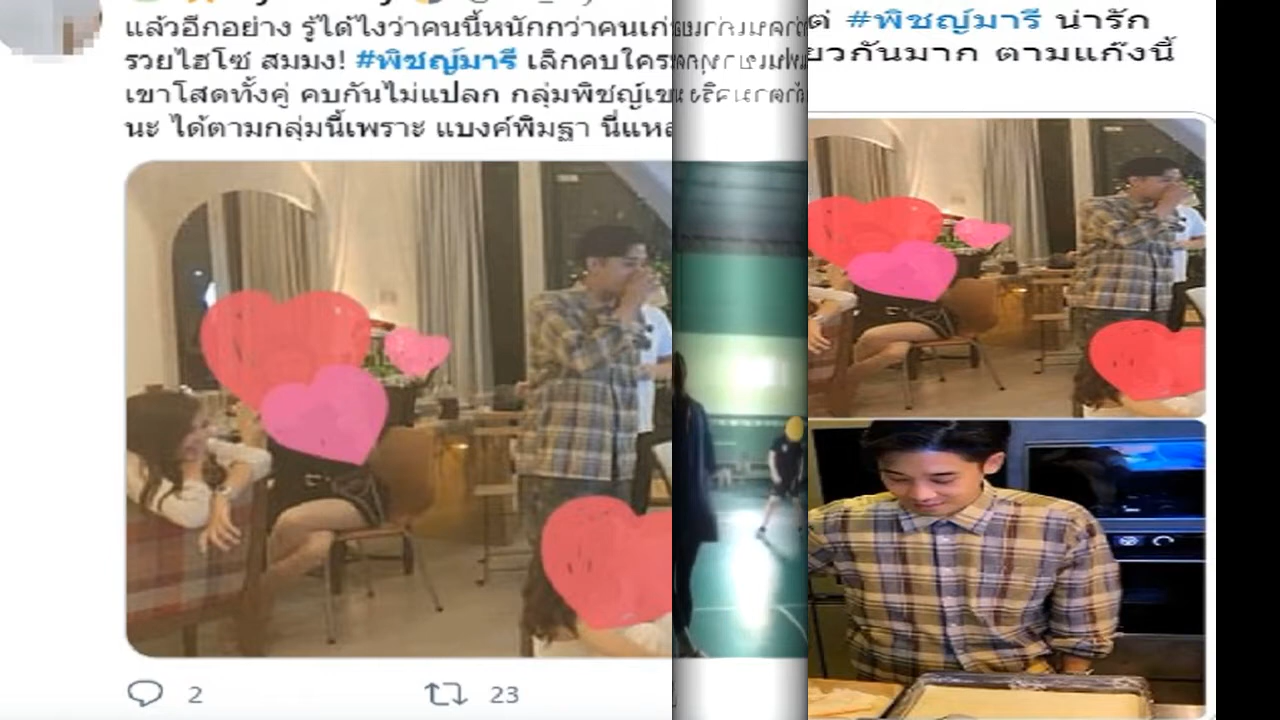 แล้วอีกอย่าง รู้ได้ไงว่าคนนี้หนักกว่าคนเก่
รวยไฮโซ สมมง! #พิชญ์มารี เลิกคบใคร
เขาโสดทั้งคู่ คบกันไม่แปลก กลุ่มพิชญ์เข
นะ ได้ตามกลุ่มนี้เพราะ แบงค์พิมฐา นี่แหล
2
23
ต่ #พิชญ์มารี น่ารัก
ยวกันมาก ตามแก๊งนี้